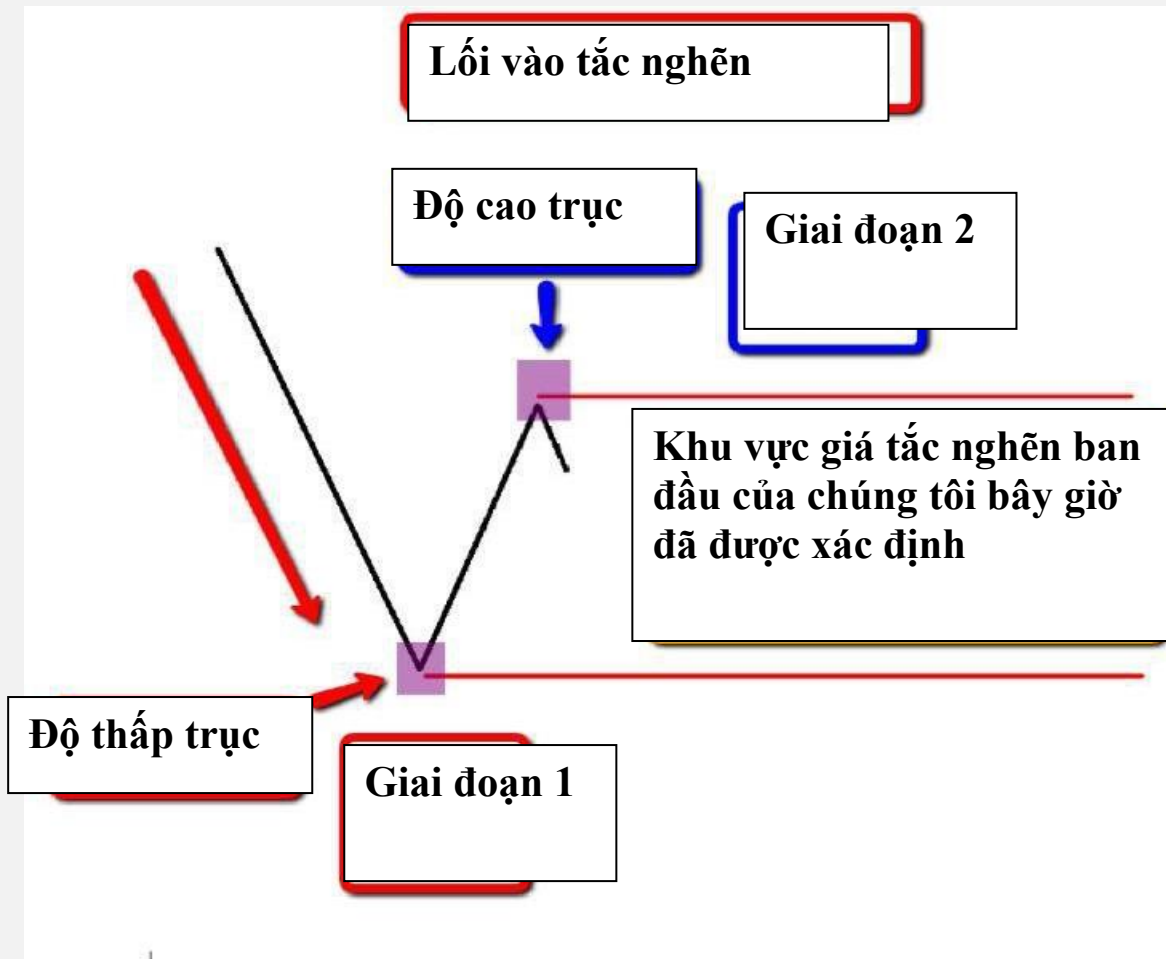 Lối vào tắc nghẽn
Độ cao trục
Giai đoạn 2
Khu vực giá tắc nghẽn ban
đầu của chúng tôi bây giờ
đã được xác định
Độ thấp trục
Giai đoạn 1